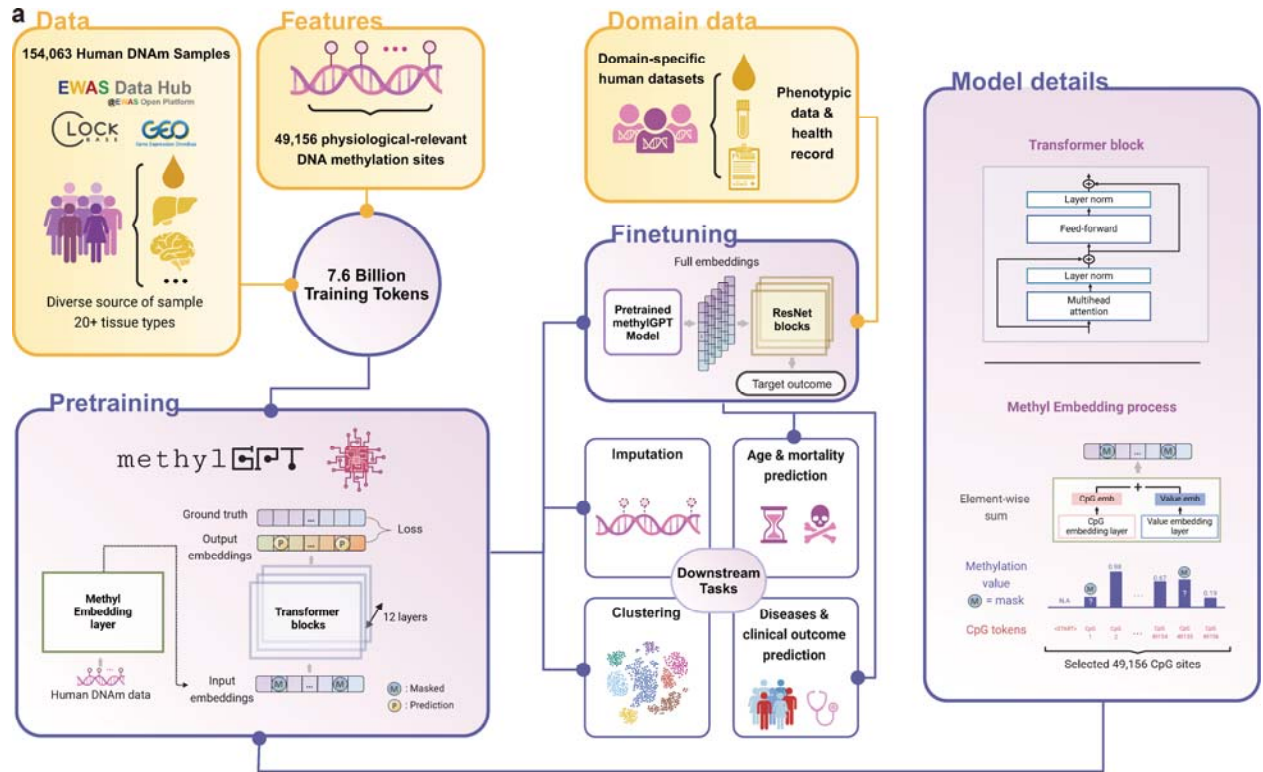 a
Data
154,063 Human DNAm Samples
EWAS Data Hub
@EWAS Open Platform
CLOCK
BASE
GEO
Gene Expression Omnibus
Diverse source of sample
20+ tissue types
Features
49,156 physiological-relevant
DNA methylation sites
7.6 Billion
Training Tokens
Domain data
Domain-specific
human datasets
Phenotypic
data &
health
record
Finetuning
Full embeddings
Pretrained
methylGPT
Model
ResNet
blocks
Target outcome
Pretraining
methylGPT
Ground truth
...
Loss
Output
embeddings
P
...
P
Methyl
Embedding
layer
Transformer
blocks
12 layers
...
Human DNAm data
Input
embeddings
M
...
M
M : Masked
P : Prediction
Imputation
Age & mortality
prediction
Downstream
Tasks
Clustering
Diseases &
clinical outcome
prediction
Model details
Transformer block
+
Layer norm
Feed-forward
+
Layer norm
Multihead
attention
Methyl Embedding process
M
...
M
Element-wise
sum
+
CpG emb
Value emb
CpG
embedding layer
Value embedding
layer
Methylation
value
M = mask
N.A
M
?
0.98
...
0.67
M
?
0.19
CpG tokens
<START>
CpG
1
CpG
2
...
CpG
49154
CpG
49155
CpG
49156
Selected 49,156 CpG sites